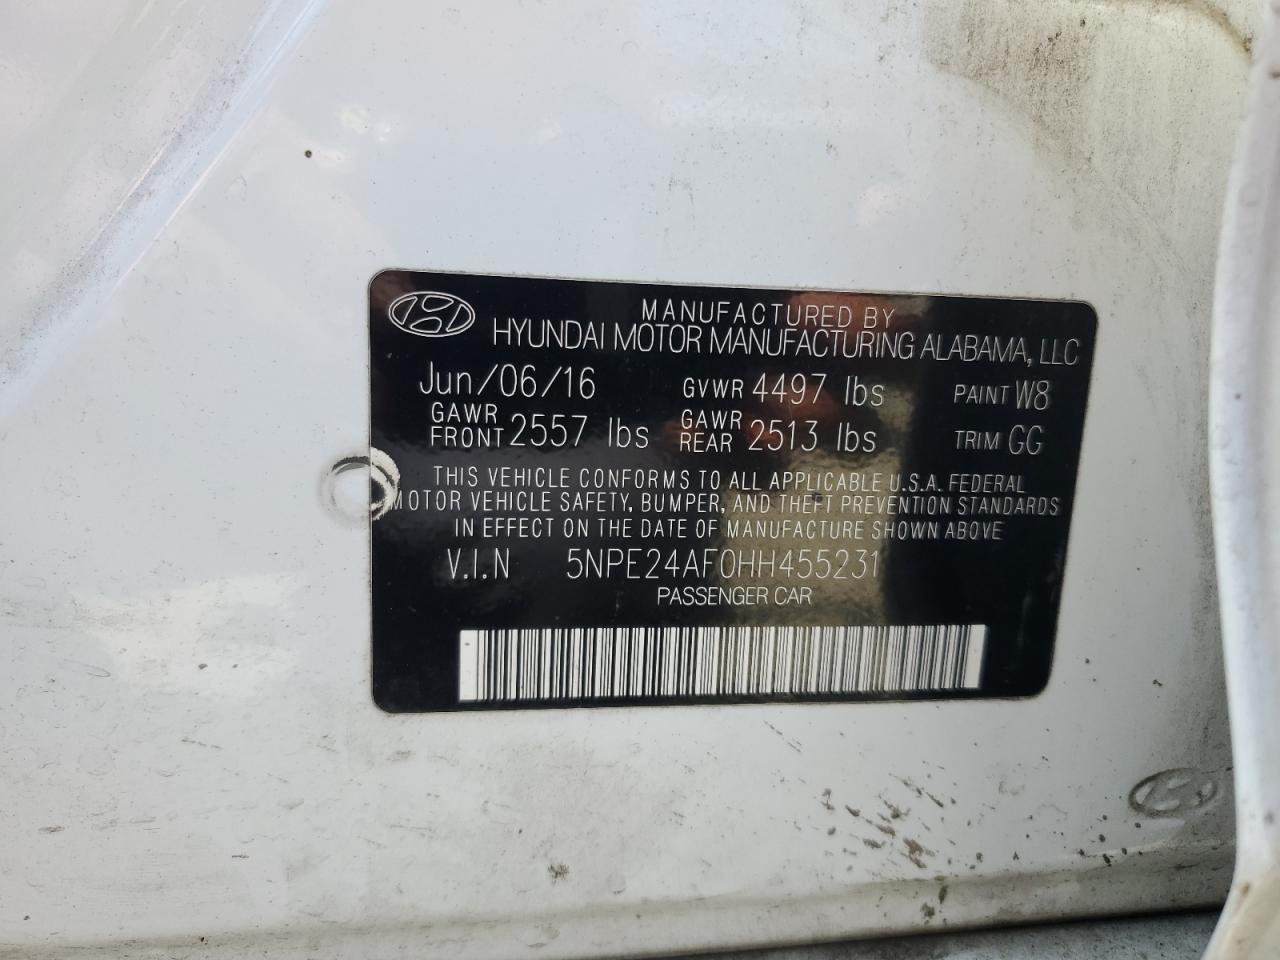 MANUFACTURED BY
HYUNDAI MOTOR MANUFACTURING ALABAMA, LLC
Jun/06/16 GVWR 4497 lbs PAINT W8
GAWR FRONT 2557 lbs GAWR REAR 2513 lbs TRIM GG
THIS VEHICLE CONFORMS TO ALL APPLICABLE U.S.A. FEDERAL
MOTOR VEHICLE SAFETY, BUMPER, AND THEFT PREVENTION STANDARDS
IN EFFECT ON THE DATE OF MANUFACTURE SHOWN ABOVE
V.I.N 5NPE24AF0HH455231
PASSENGER CAR